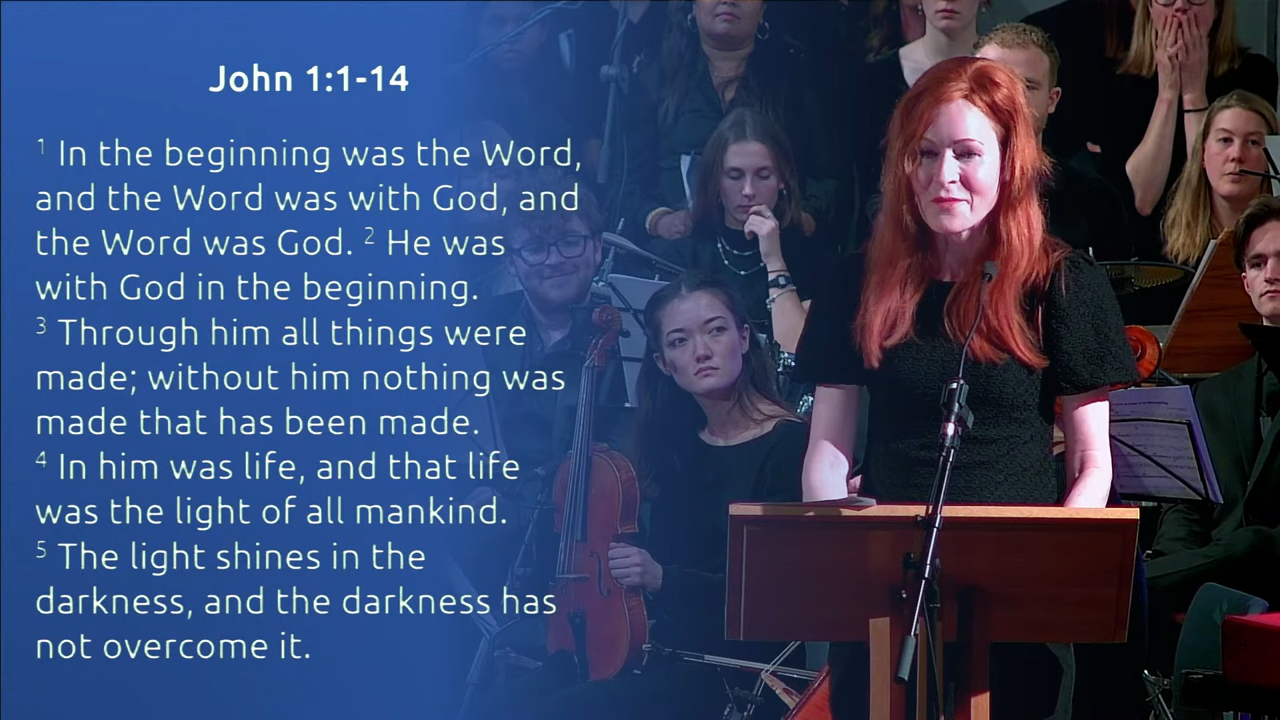 John 1:1-14
¹ In the beginning was the Word,
and the Word was with God, and
the Word was God. ² He was
with God in the beginning.
³ Through him all things were
made; without him nothing was
made that has been made.
⁴ In him was life, and that life
was the light of all mankind.
⁵ The light shines in the
darkness, and the darkness has
not overcome it.